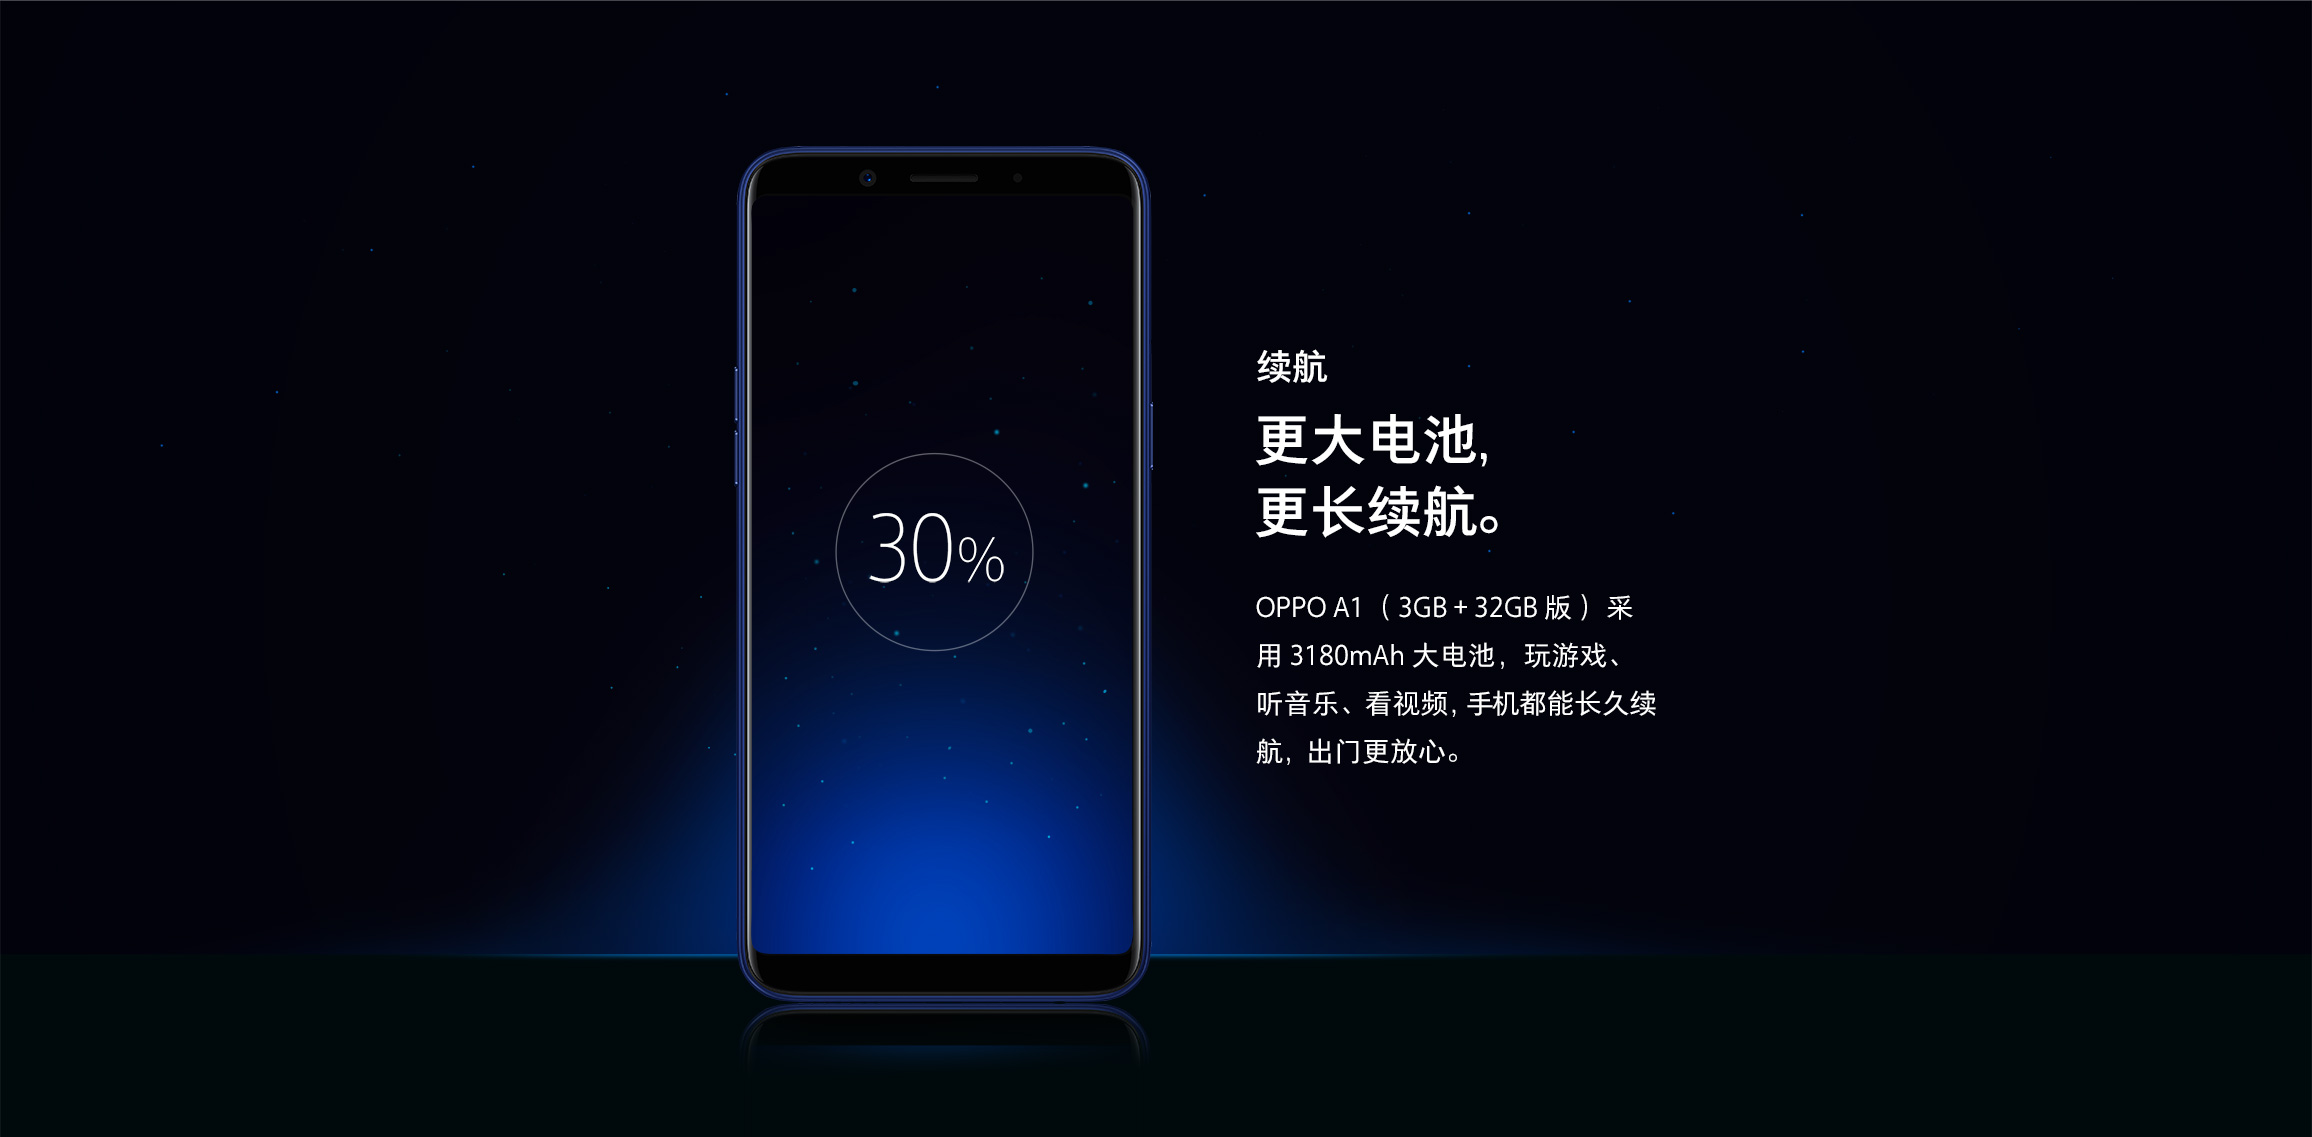 30%
续航
更大电池,
更长续航。
OPPO A1（3GB + 32GB 版）采
用 3180mAh 大电池，玩游戏、
听音乐、看视频, 手机都能长久续
航，出门更放心。